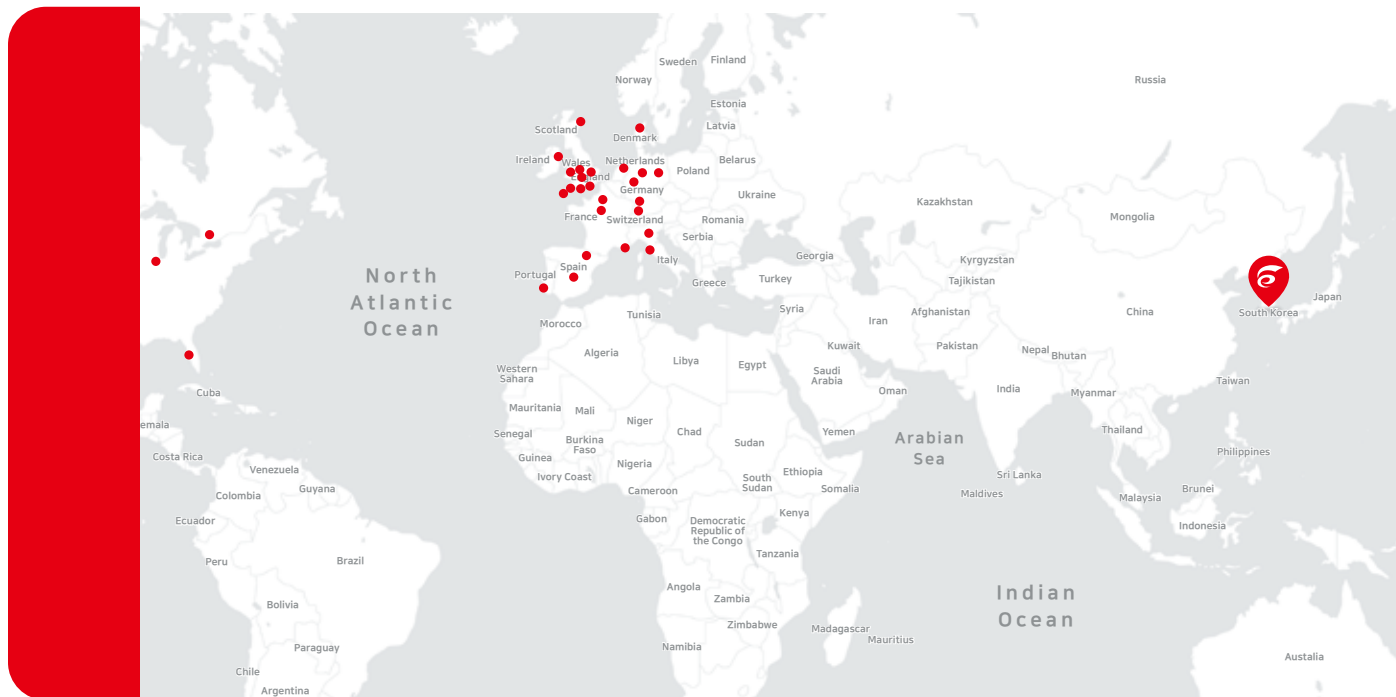 Sweden
Finland
Norway
Russia
Estonia
Latvia
Scotland
Denmark
Ireland
Wales
Netherlands
Belarus
Poland
Germany
Ukraine
Kazakhstan
France
Switzerland
Romania
Mongolia
Serbia
Georgia
Italy
Kyrgyzstan
Spain
Portugal
Turkey
Tajikistan
Greece
North
Atlantic
Ocean
Japan
Syria
Afghanistan
China
South Korea
Tunisia
Morocco
Iran
Algeria
Libya
Egypt
Kuwait
Pakistan
Nepal
Bhutan
Western
Sahara
Saudi
Arabia
Taiwan
Cuba
Oman
India
Myanmar
Mauritania
Mali
Niger
emala
Senegal
Chad
Yemen
Thailand
Burkina
Faso
Sudan
Arabian
Sea
Costa Rica
Guinea
Nigeria
Philippines
Venezuela
Ivory Coast
Ethiopia
South
Sudan
Sri Lanka
Guyana
Colombia
Cameroon
Somalia
Maldives
Malaysia
Brunei
Ecuador
Gabon
Kenya
Democratic
Republic of
the Congo
Indonesia
Peru
Brazil
Tanzania
Angola
Zambia
Indian
Ocean
Bolivia
Zimbabwe
Madagascar
Mauritius
Paraguay
Namibia
Austalia
Chile
Argentina